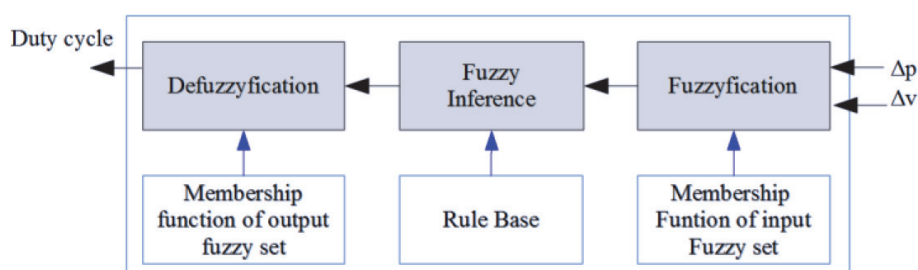 Duty cycle
Defuzzyfication
Fuzzy
Inference
Fuzzyfication
Δp
Δv
Membership
function of output
fuzzy set
Rule Base
Membership
Funtion of input
Fuzzy set